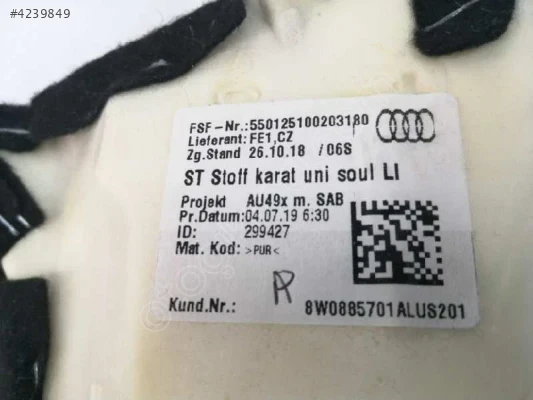 #4239849
FSF-Nr.:550125100203180
Lieferant:FE1,CZ
Zg.Stand 26.10.18 /06S
ST Stoff karat uni soul LI
Projekt AU49x m. SAB
Pr.Datum:04.07.19 6:30
ID: 299427
Mat. Kod: >PUR<
Kund.Nr.: 8W0885701ALUS201